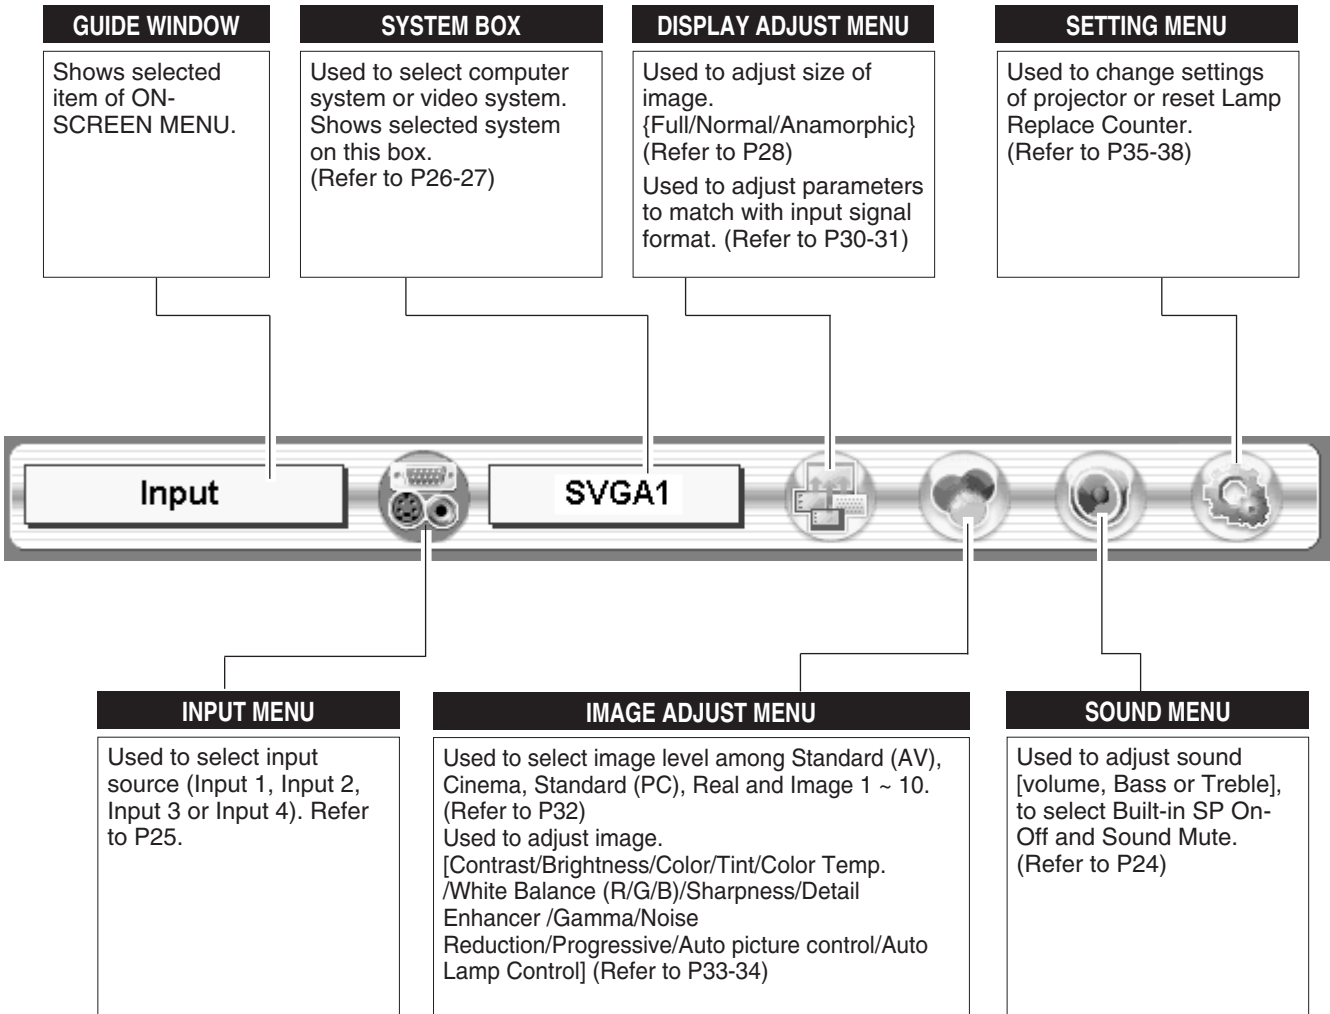 GUIDE WINDOW
Shows selected
item of ON-
SCREEN MENU.
SYSTEM BOX
Used to select computer
system or video system.
Shows selected system
on this box.
(Refer to P26-27)
DISPLAY ADJUST MENU
Used to adjust size of
image.
{Full/Normal/Anamorphic}
(Refer to P28)
Used to adjust parameters
to match with input signal
format. (Refer to P30-31)
SETTING MENU
Used to change settings
of projector or reset Lamp
Replace Counter.
(Refer to P35-38)
Input
SVGA1
INPUT MENU
Used to select input
source (Input 1, Input 2,
Input 3 or Input 4). Refer
to P25.
IMAGE ADJUST MENU
Used to select image level among Standard (AV),
Cinema, Standard (PC), Real and Image 1 ~ 10.
(Refer to P32)
Used to adjust image.
[Contrast/Brightness/Color/Tint/Color Temp.
/White Balance (R/G/B)/Sharpness/Detail
Enhancer /Gamma/Noise
Reduction/Progressive/Auto picture control/Auto
Lamp Control] (Refer to P33-34)
SOUND MENU
Used to adjust sound
[volume, Bass or Treble],
to select Built-in SP On-
Off and Sound Mute.
(Refer to P24)